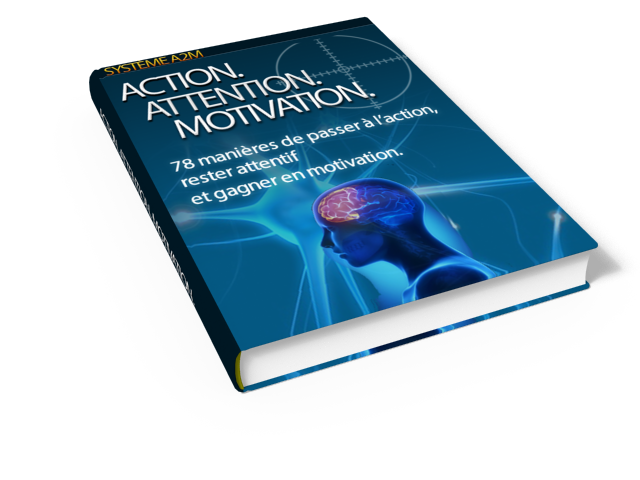 SYSTEME A2M
ACTION.
ATTENTION.
MOTIVATION.
78 manières de passer à l'action,
rester attentif
et gagner en motivation.